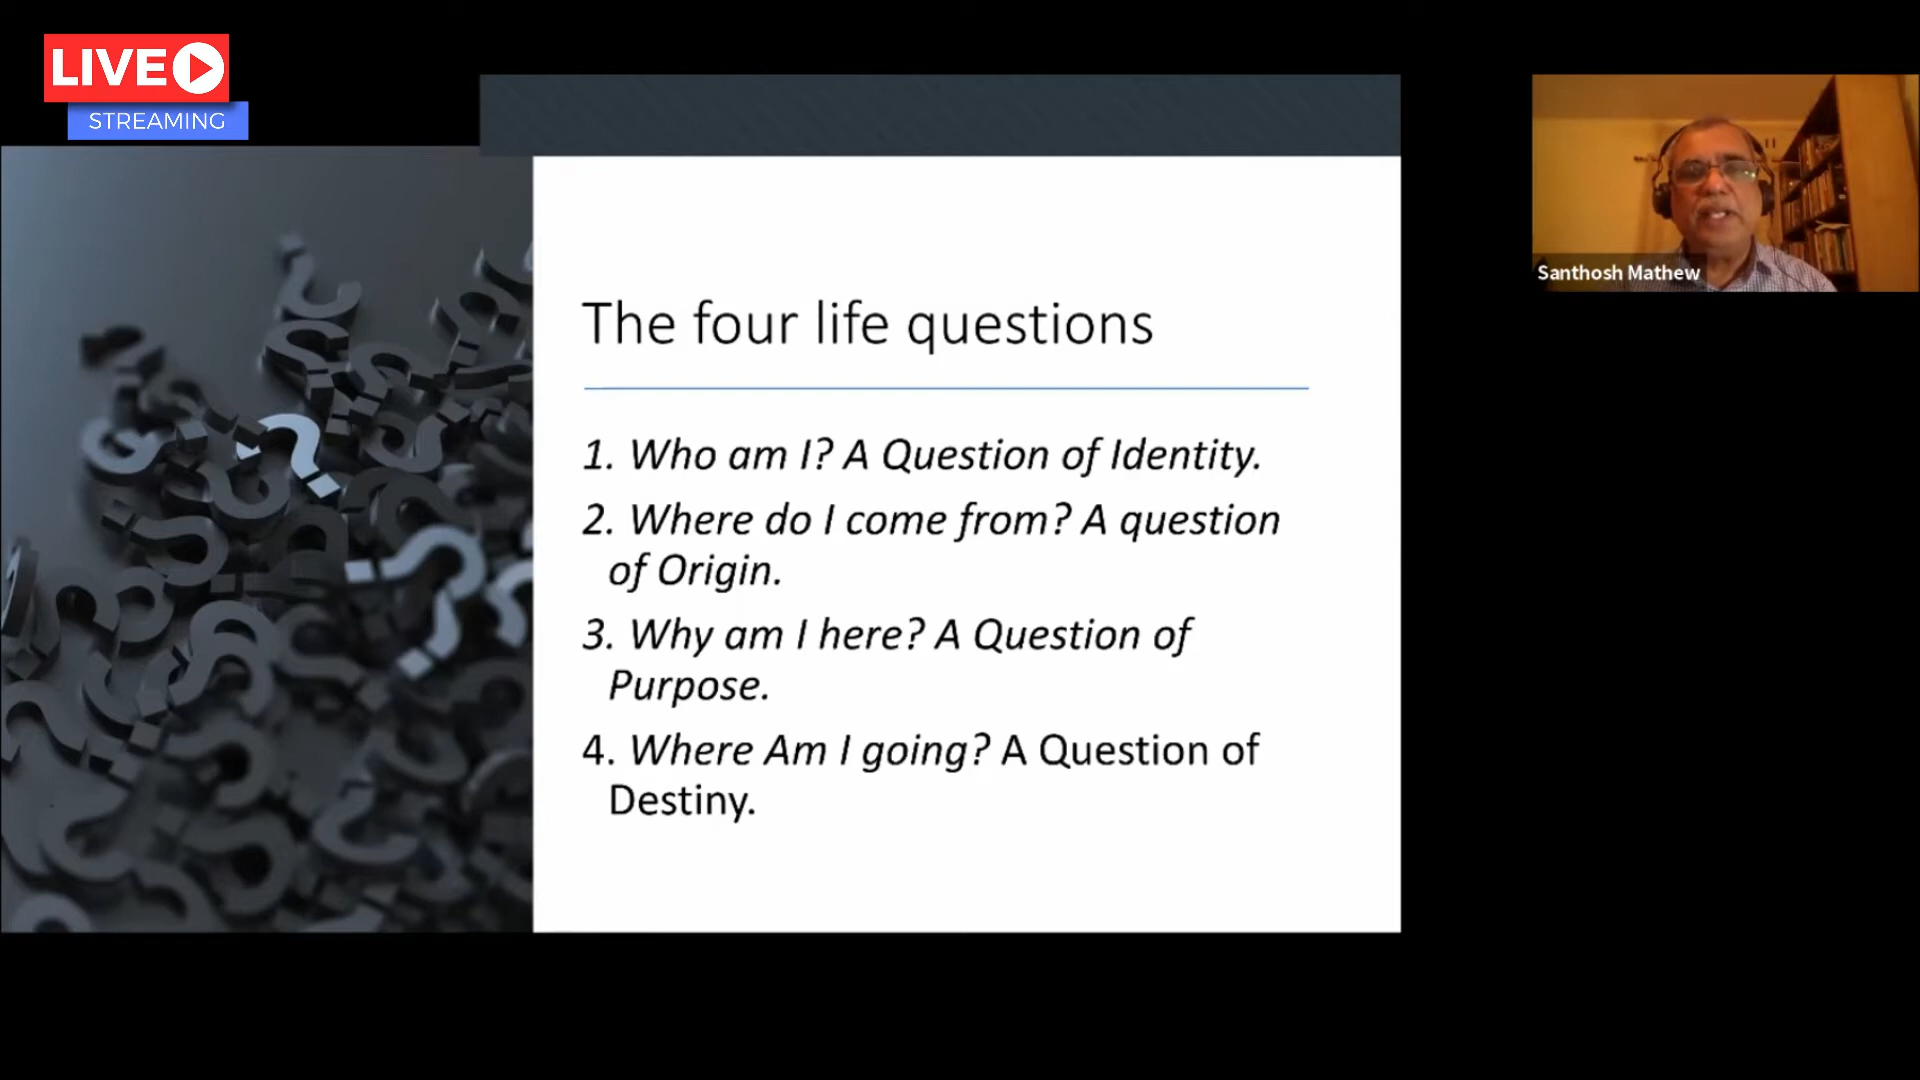 LIVE
STREAMING
The four life questions
1. Who am I? A Question of Identity.
2. Where do I come from? A question
of Origin.
3. Why am I here? A Question of
Purpose.
4. Where Am I going? A Question of
Destiny.
Santhosh Mathew